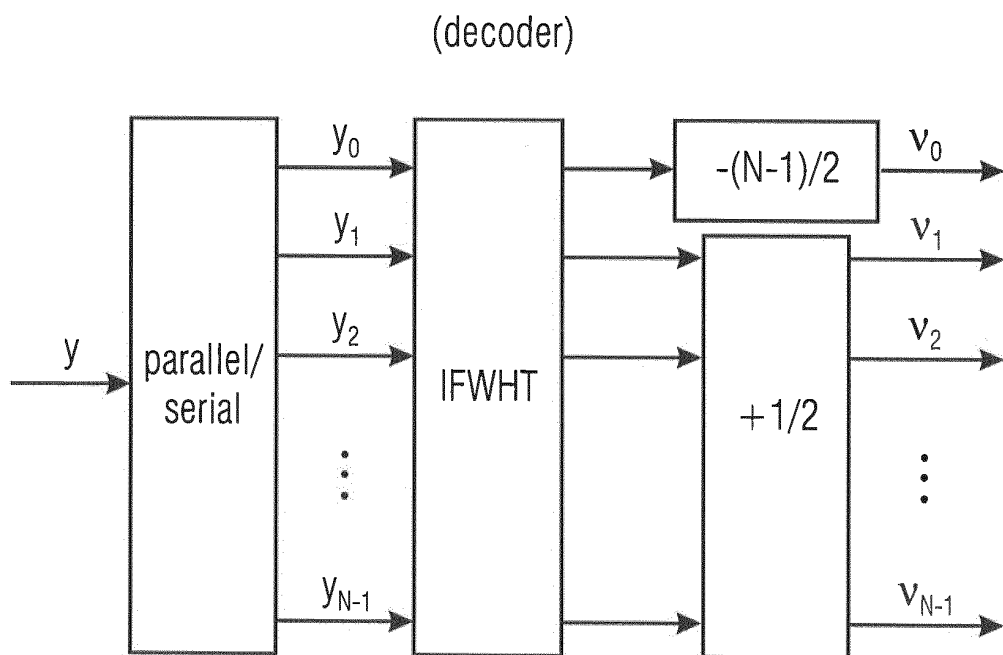 (decoder)
y
parallel/
serial
y₀
y₁
y₂
⋮
y_{N-1}
IFWHT
-(N-1)/2
+1/2
ν₀
ν₁
ν₂
⋮
ν_{N-1}